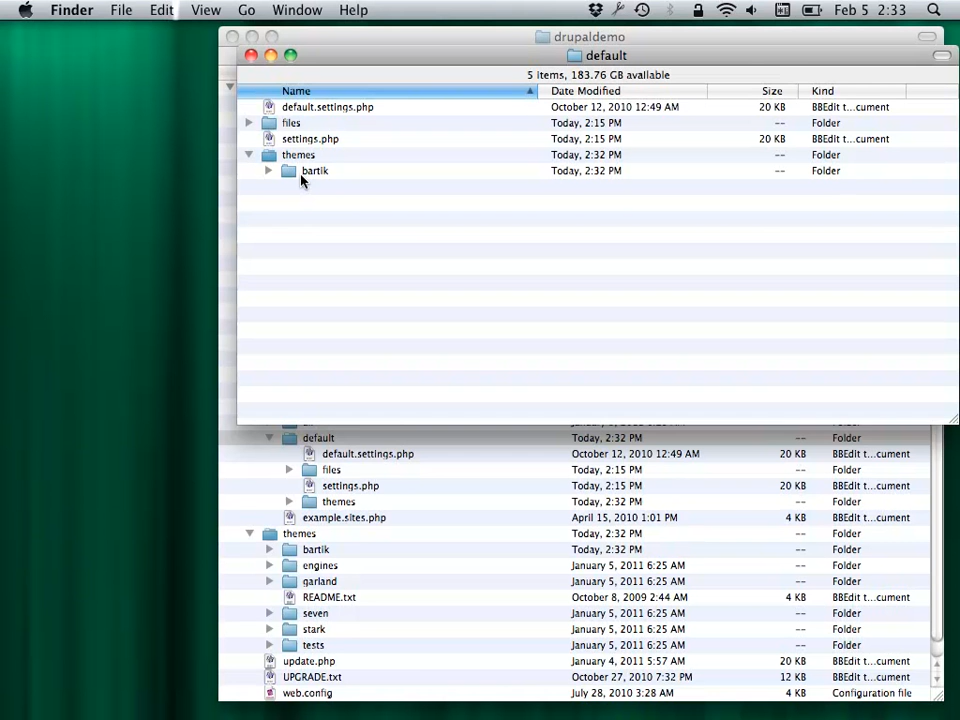 Finder File Edit View Go Window Help Feb 5 2:33
drupaldemo
default
5 items, 183.76 GB available
Name Date Modified Size Kind
default.settings.php October 12, 2010 12:49 AM 20 KB BBEdit t...cument
files Today, 2:15 PM -- Folder
settings.php Today, 2:15 PM 20 KB BBEdit t...cument
themes Today, 2:32 PM -- Folder
bartik Today, 2:32 PM -- Folder
default Today, 2:32 PM -- Folder
default.settings.php October 12, 2010 12:49 AM 20 KB BBEdit t...cument
files Today, 2:15 PM -- Folder
settings.php Today, 2:15 PM 20 KB BBEdit t...cument
themes Today, 2:32 PM -- Folder
example.sites.php April 15, 2010 1:01 PM 4 KB BBEdit t...cument
themes Today, 2:32 PM -- Folder
bartik Today, 2:32 PM -- Folder
engines January 5, 2011 6:25 AM -- Folder
garland January 5, 2011 6:25 AM -- Folder
README.txt October 8, 2009 2:44 AM 4 KB BBEdit t...cument
seven January 5, 2011 6:25 AM -- Folder
stark January 5, 2011 6:25 AM -- Folder
tests January 5, 2011 6:25 AM -- Folder
update.php January 4, 2011 5:57 AM 20 KB BBEdit t...cument
UPGRADE.txt October 27, 2010 7:32 PM 12 KB BBEdit t...cument
web.config July 28, 2010 3:28 AM 4 KB Configuration file